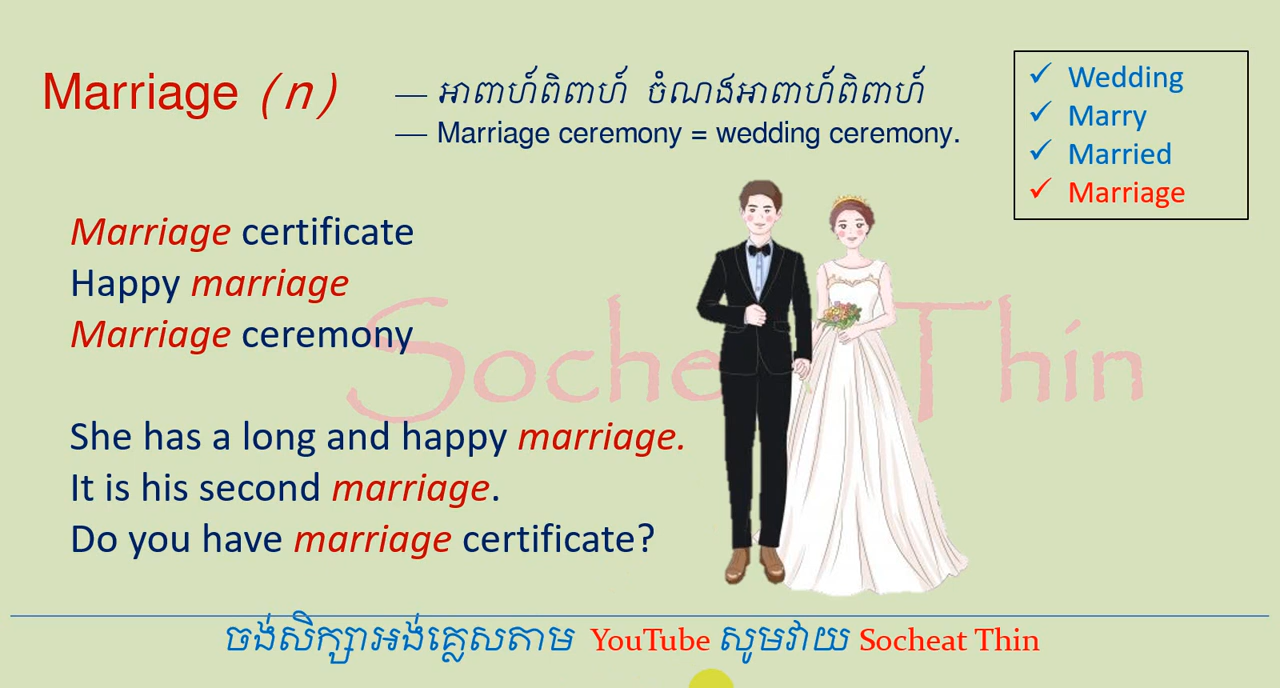 Marriage (n)
— អាពាហ៍ពិពាហ៍ ចំណងអាពាហ៍ពិពាហ៍
— Marriage ceremony = wedding ceremony.
✓ Wedding
✓ Marry
✓ Married
✓ Marriage
Marriage certificate
Happy marriage
Marriage ceremony
Socheat Thin
She has a long and happy marriage.
It is his second marriage.
Do you have marriage certificate?
ចង់សិក្សាអង់គ្លេសតាម YouTube សូមវាយ Socheat Thin